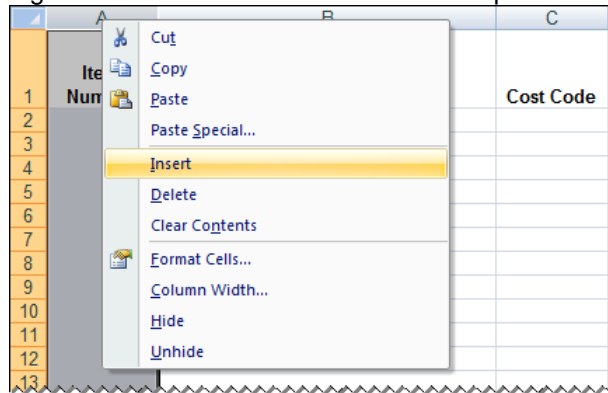 A B C
Cut
Copy
Ite
1 Num Paste Cost Code
2 Paste Special...
3
4 Insert
5 Delete
6 Clear Contents
7
8 Format Cells...
9 Column Width...
10 Hide
11
12 Unhide
13